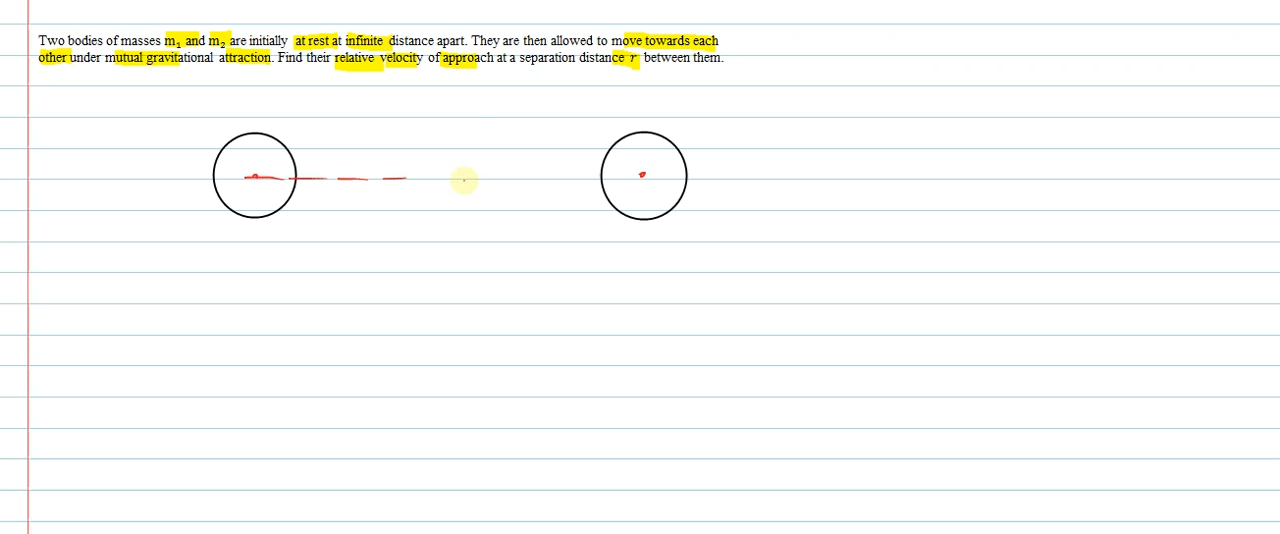 Two bodies of masses m₁ and m₂ are initially at rest at infinite distance apart. They are then allowed to move towards each
other under mutual gravitational attraction. Find their relative velocity of approach at a separation distance r between them.